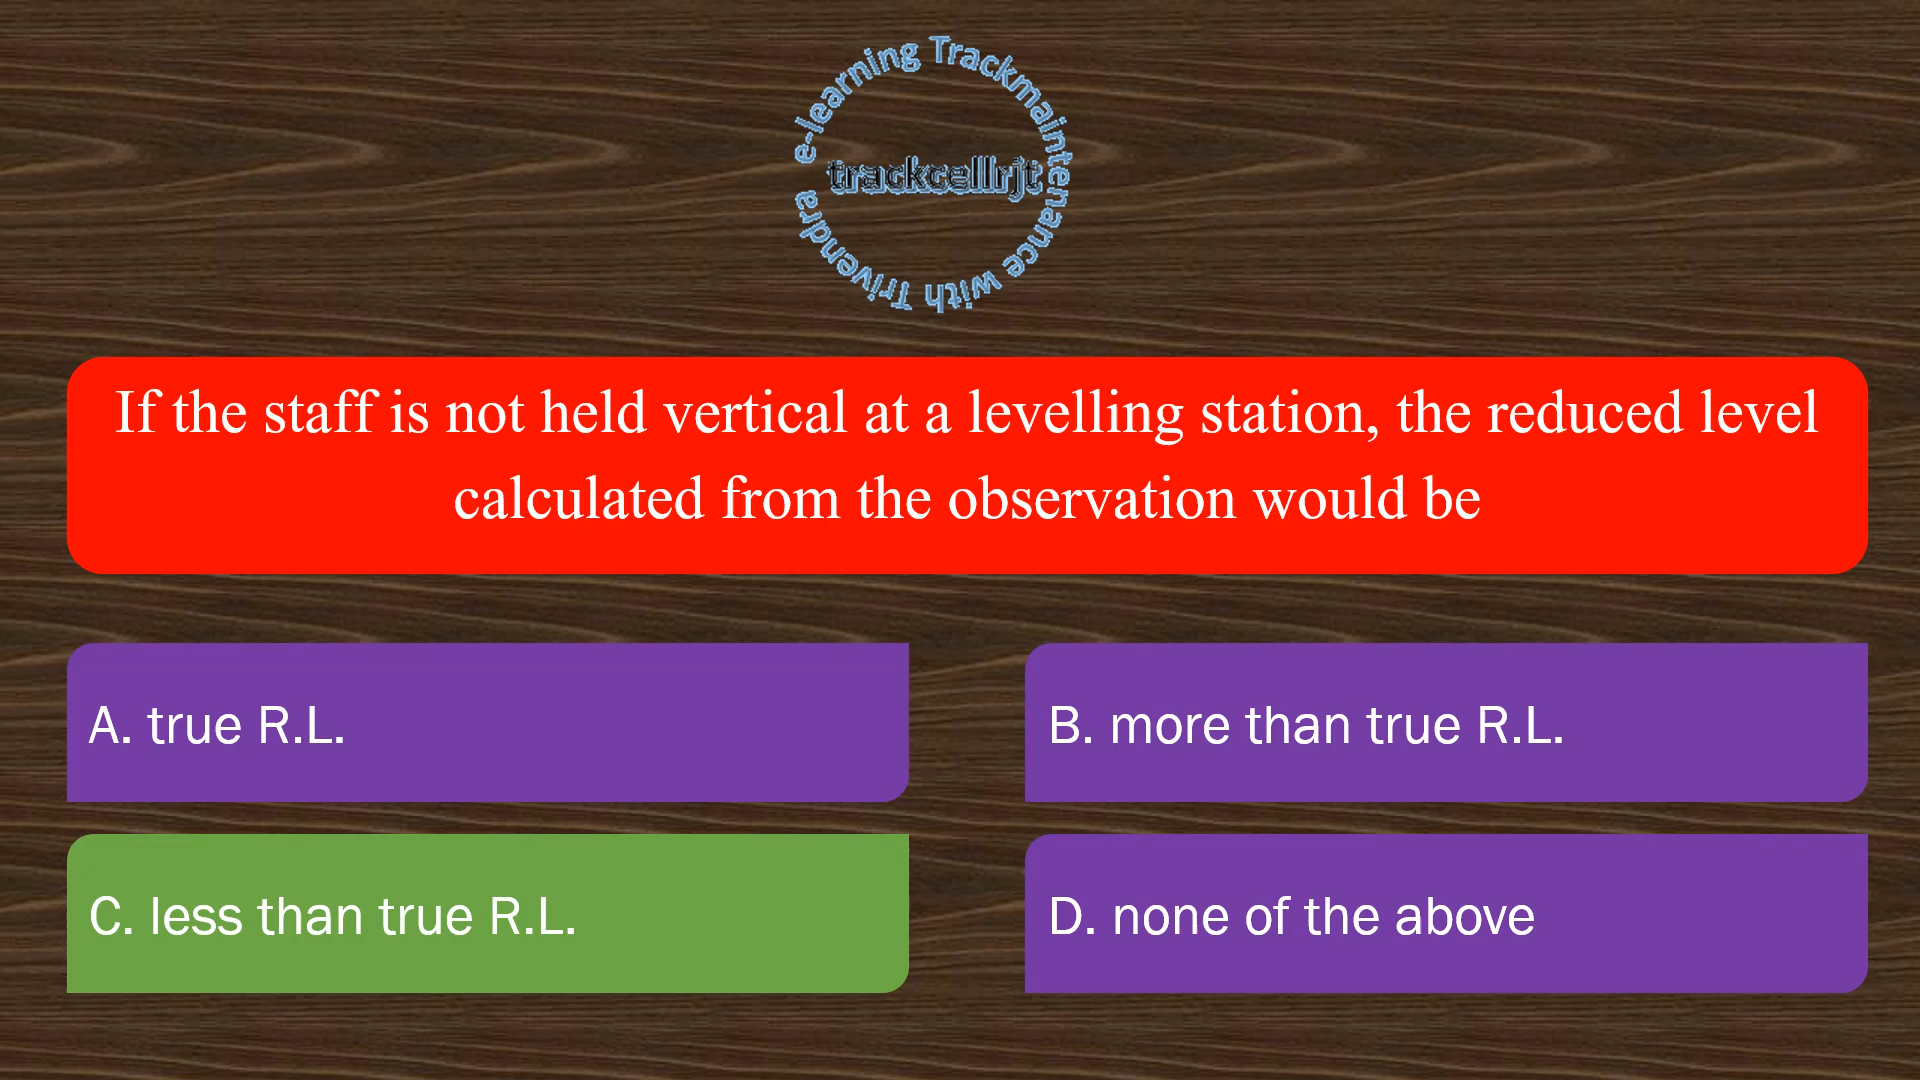 e-learning Trackmaintenance with Trivendra
trackcellrjt
If the staff is not held vertical at a levelling station, the reduced level
calculated from the observation would be
A. true R.L.
B. more than true R.L.
C. less than true R.L.
D. none of the above